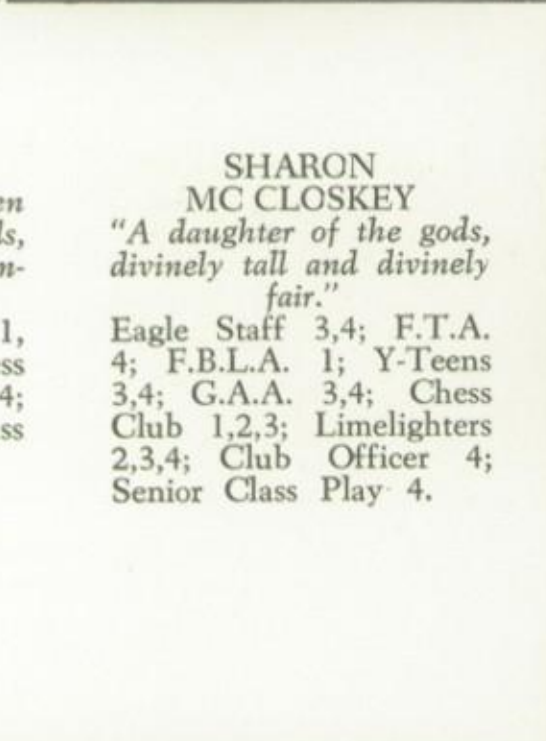 SHARON
MC CLOSKEY
"A daughter of the gods,
divinely tall and divinely
fair."
Eagle Staff 3,4; F.T.A.
4; F.B.L.A. 1; Y-Teens
3,4; G.A.A. 3,4; Chess
Club 1,2,3; Limelighters
2,3,4; Club Officer 4;
Senior Class Play 4.